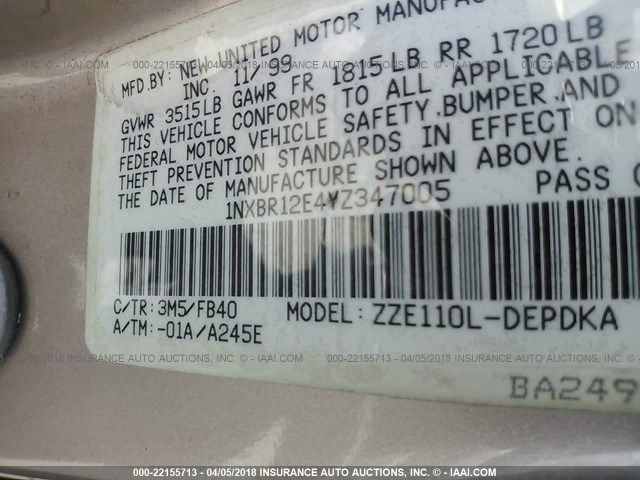 MFD.BY: NEW UNITED MOTOR MANUFAC
INC. 11/99
GVWR 3515LB GAWR FR 1815LB RR 1720LB
THIS VEHICLE CONFORMS TO ALL APPLICABLE
FEDERAL MOTOR VEHICLE SAFETY,BUMPER,AND
THEFT PREVENTION STANDARDS IN EFFECT ON
THE DATE OF MANUFACTURE SHOWN ABOVE.
1NXBR12E4YZ347005 PASS C
C/TR: 3M5/FB40 MODEL: ZZE110L-DEPDKA
A/TM: -01A/A245E
BA249
000-22155713 - 04/05/2018 - INSURANCE AUTO AUCTIONS - © - IAAI.COM